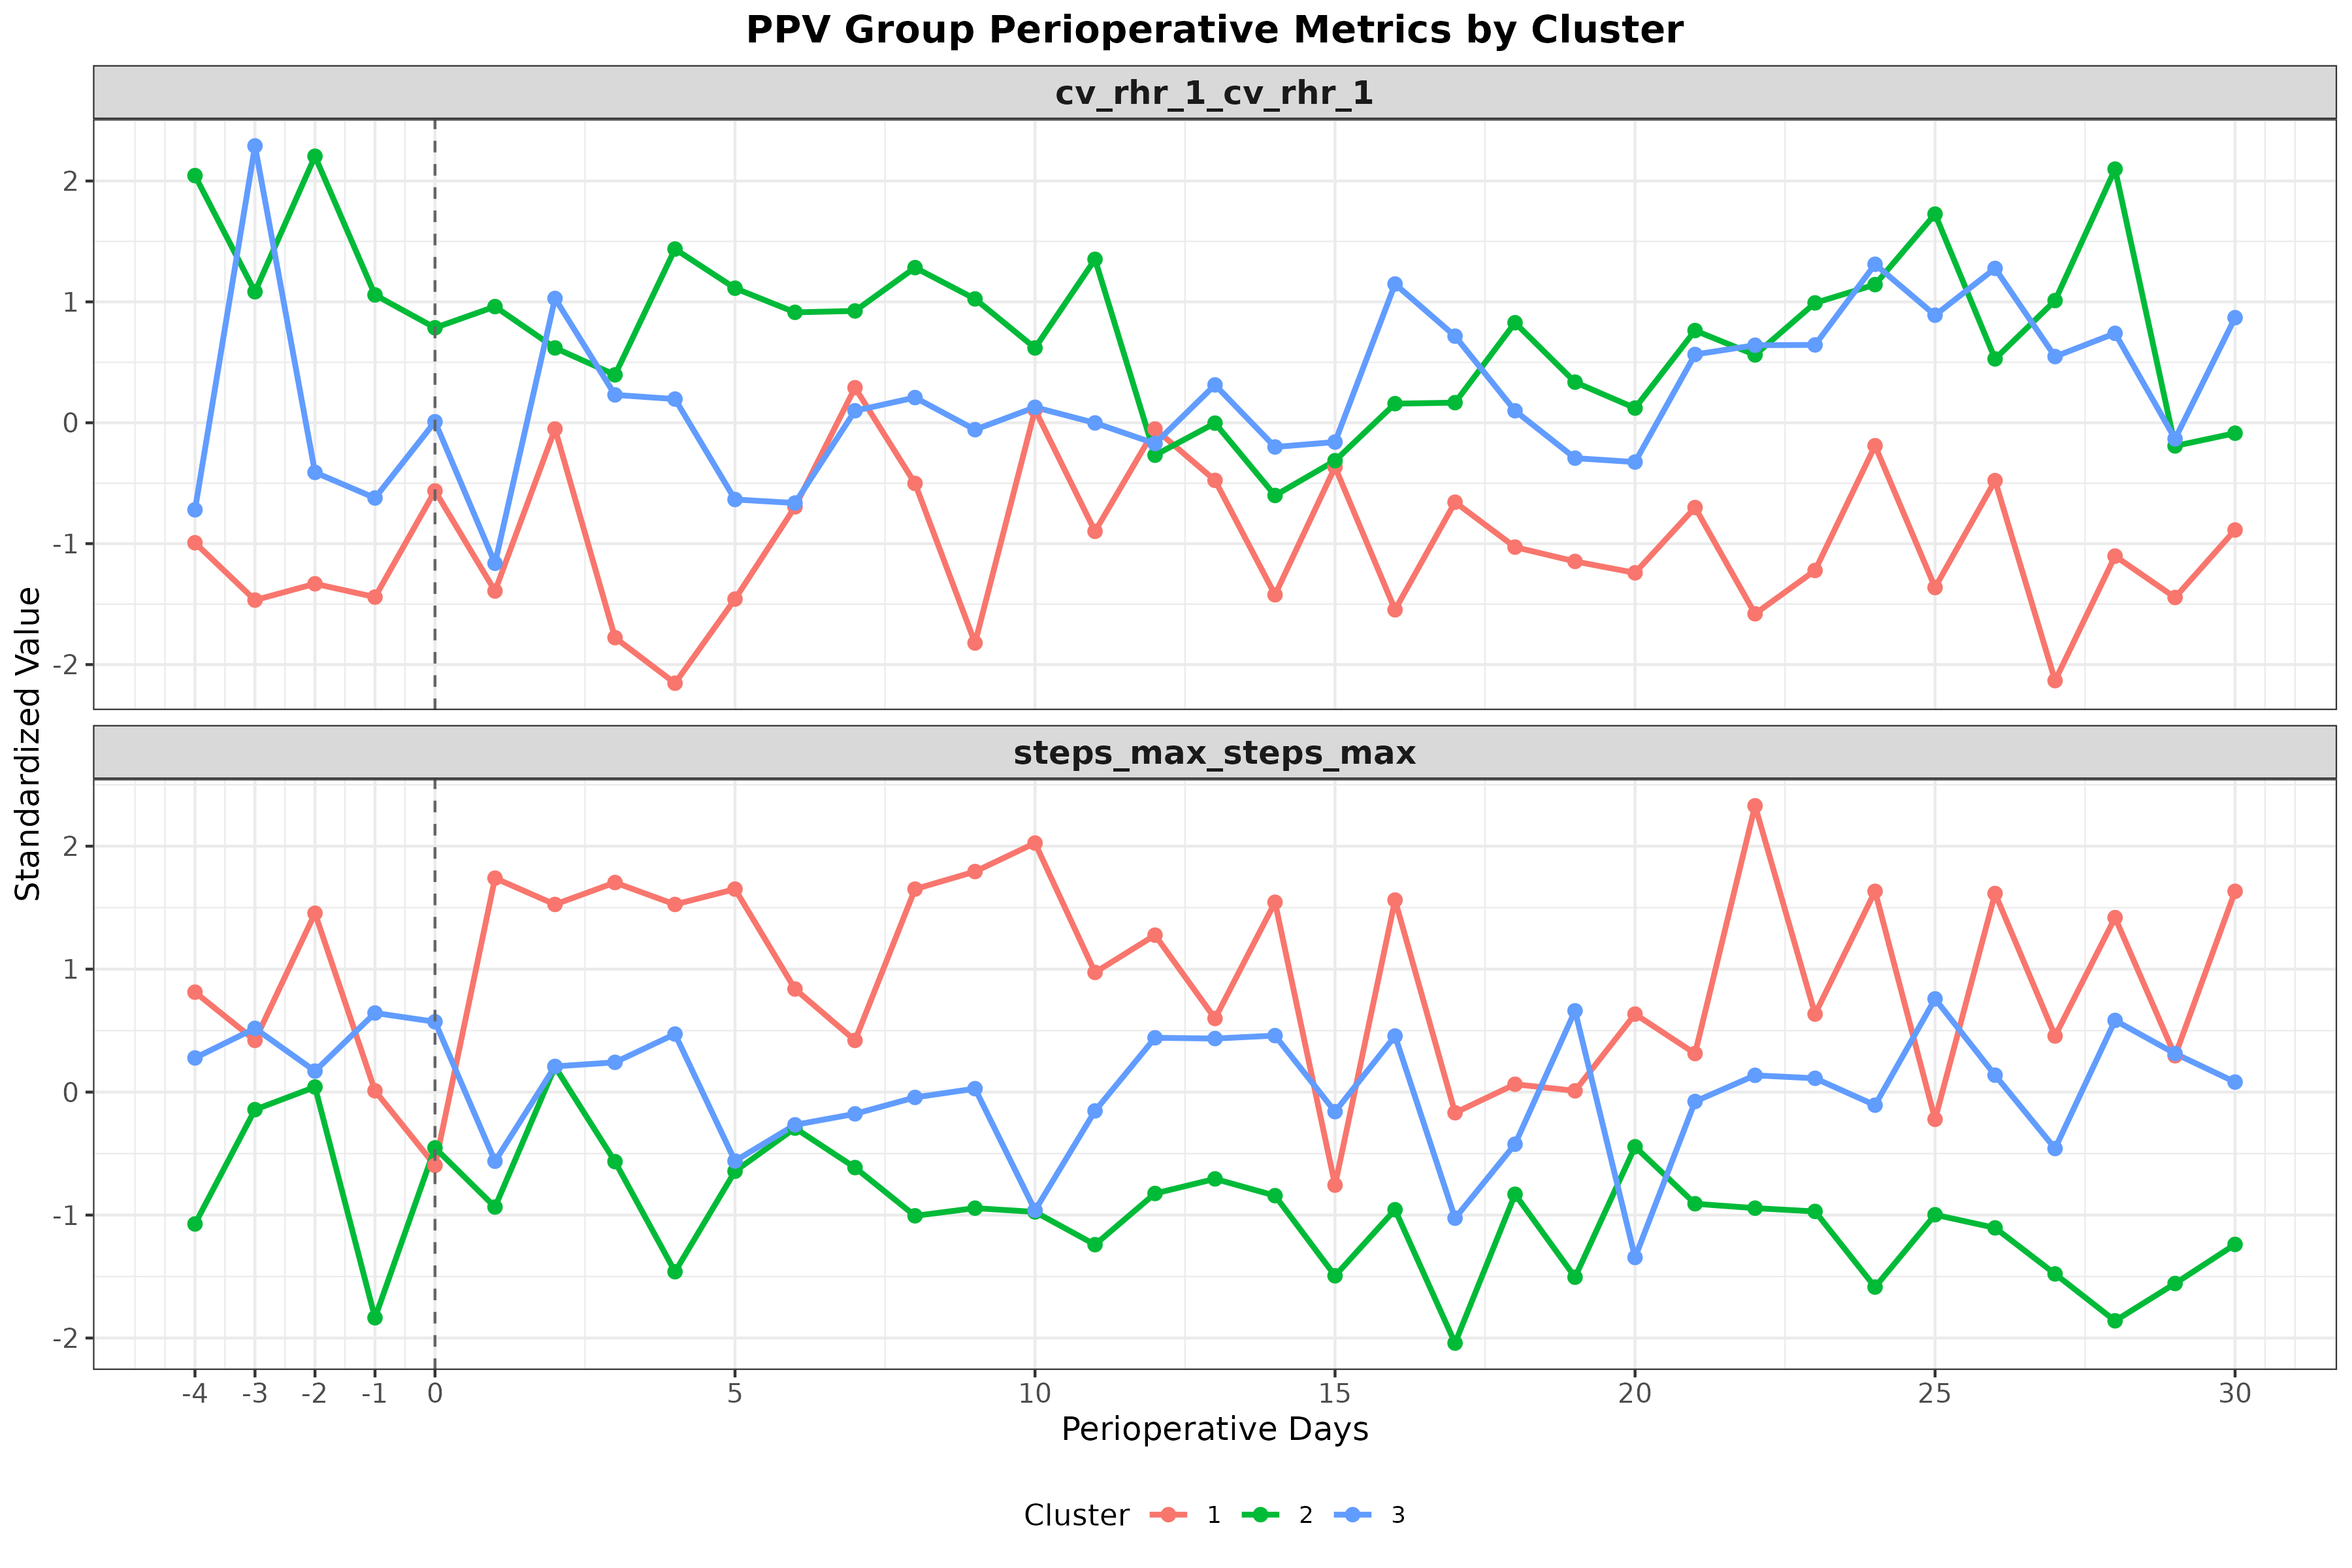 PPV Group Perioperative Metrics by Cluster
cv_rhr_1_cv_rhr_1
2
1
0
-1
-2
Standardized Value
steps_max_steps_max
2
1
0
-1
-2
-4 -3 -2 -1 0 5 10 15 20 25 30
Perioperative Days
Cluster 1 2 3